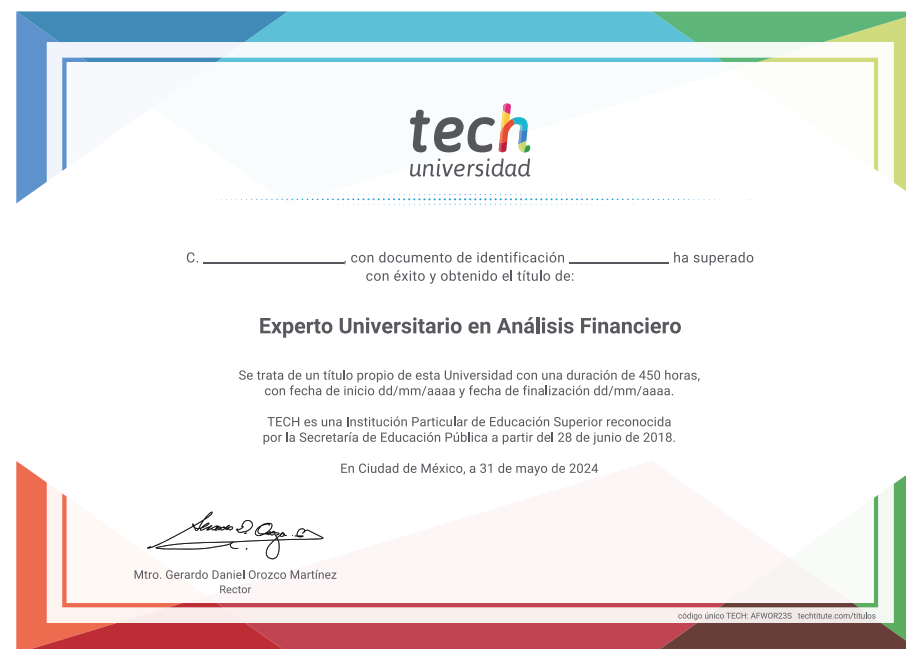 tech
universidad
C. ____________, con documento de identificación _________ ha superado
con éxito y obtenido el título de:
Experto Universitario en Análisis Financiero
Se trata de un título propio de esta Universidad con una duración de 450 horas,
con fecha de inicio dd/mm/aaaa y fecha de finalización dd/mm/aaaa.
TECH es una Institución Particular de Educación Superior reconocida
por la Secretaría de Educación Pública a partir del 28 de junio de 2018.
En Ciudad de México, a 31 de mayo de 2024
Mtro. Gerardo Daniel Orozco Martínez
Rector
código único TECH: AFWOR23S techtitute.com/titulos